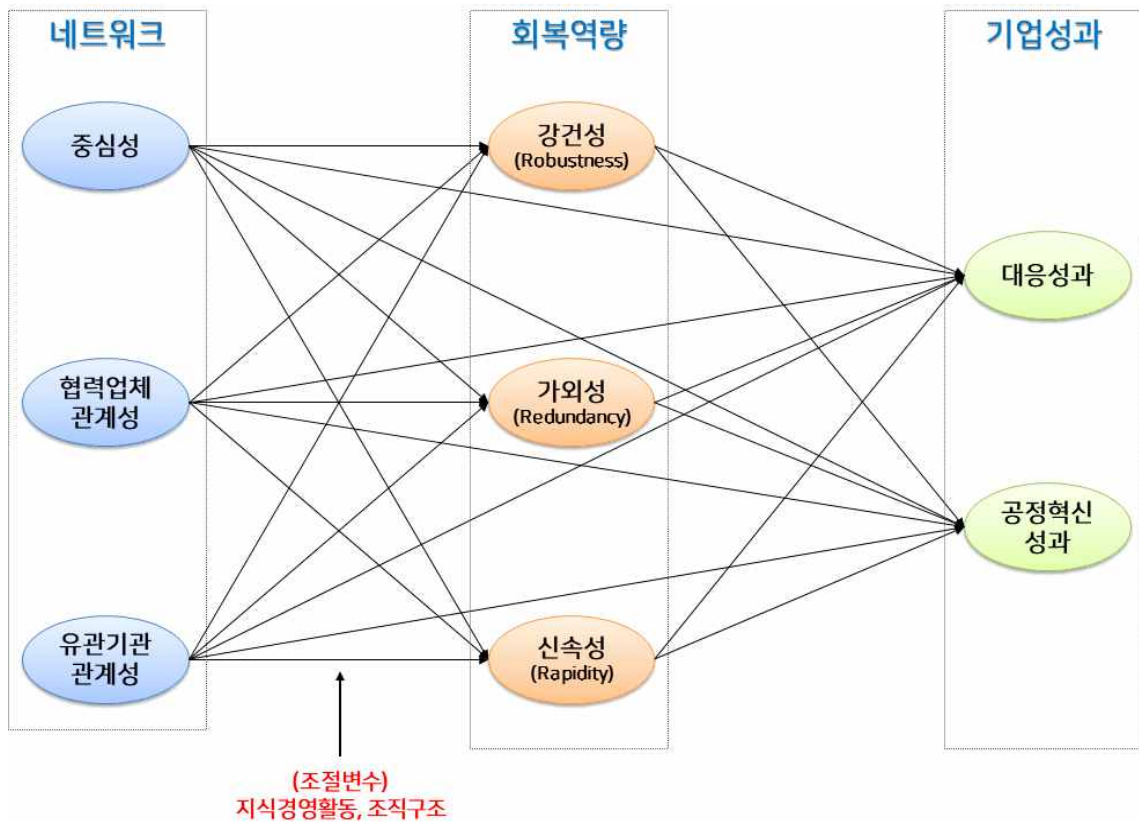 네트워크
회복역량
기업성과
중심성
강건성
(Robustness)
대응성과
협력업체
관계성
가외성
(Redundancy)
공정혁신
성과
유관기관
관계성
신속성
(Rapidity)
(조절변수)
지식경영활동, 조직구조